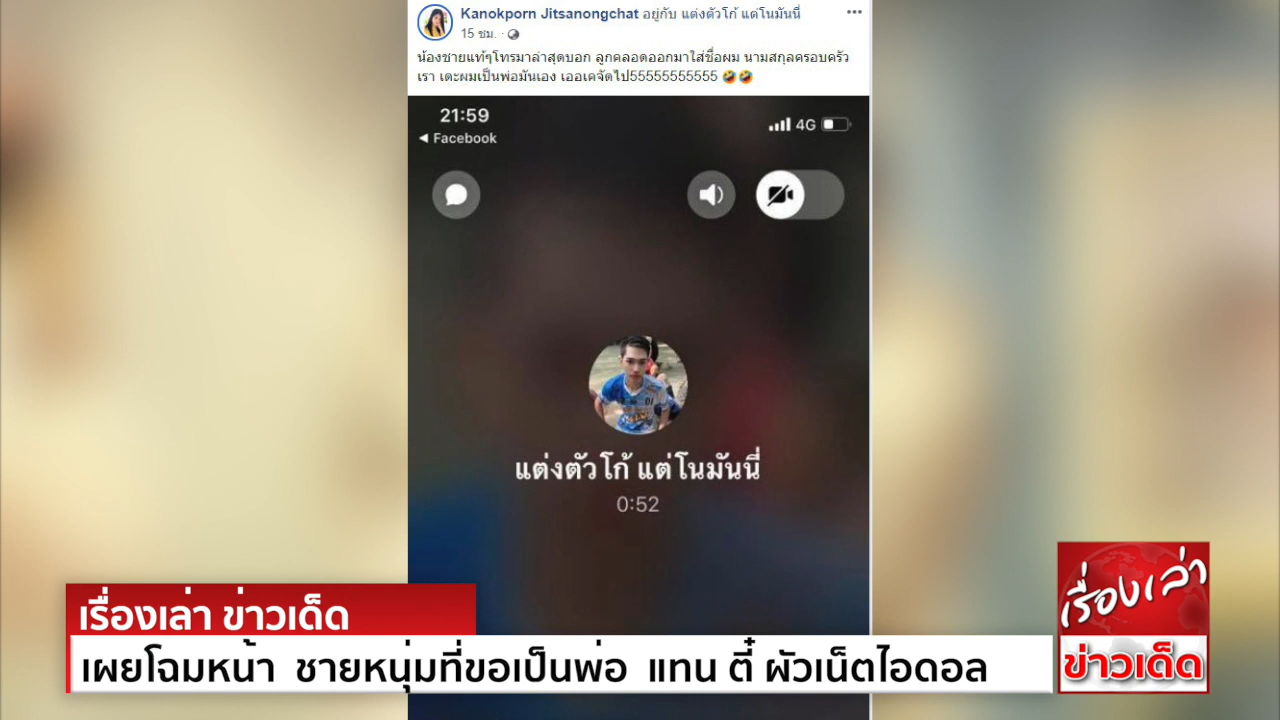 Kanokporn Jitsanongchat อยู่กับ แต่งตัวโก้ แต่โนมันนี่
15 ชม. ·
น้องชายแท้ๆโทรมาล่าสุดบอก ลูกคลอดออกมาใส่ชื่อผม นามสกุลครอบครัว
เรา เดะผมเป็นพ่อมันเอง เออเคจัดไป55555555555 🤣🤣
21:59
4G
◀ Facebook
แต่งตัวโก้ แต่โนมันนี่
0:52
เรื่องเล่า ข่าวเด็ด
เผยโฉมหน้า ชายหนุ่มที่ขอเป็นพ่อ แทน ตี๋ ผัวเน็ตไอดอล
เรื่องเล่า
ข่าวเด็ด